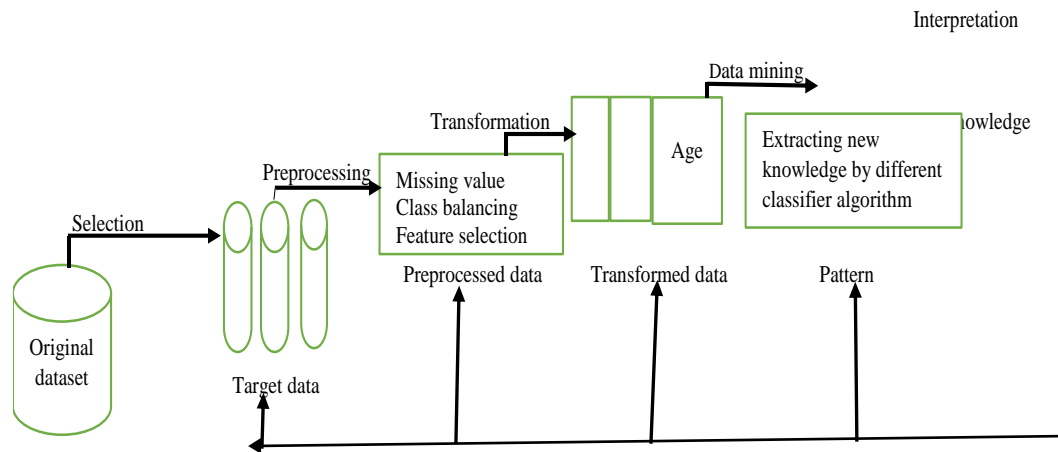 Interpretation
Data mining
Transformation
Age
Extracting new
knowledge by different
classifier algorithm
Preprocessing
Missing value
Class balancing
Feature selection
Selection
Preprocessed data
Transformed data
Pattern
Original
dataset
Target data